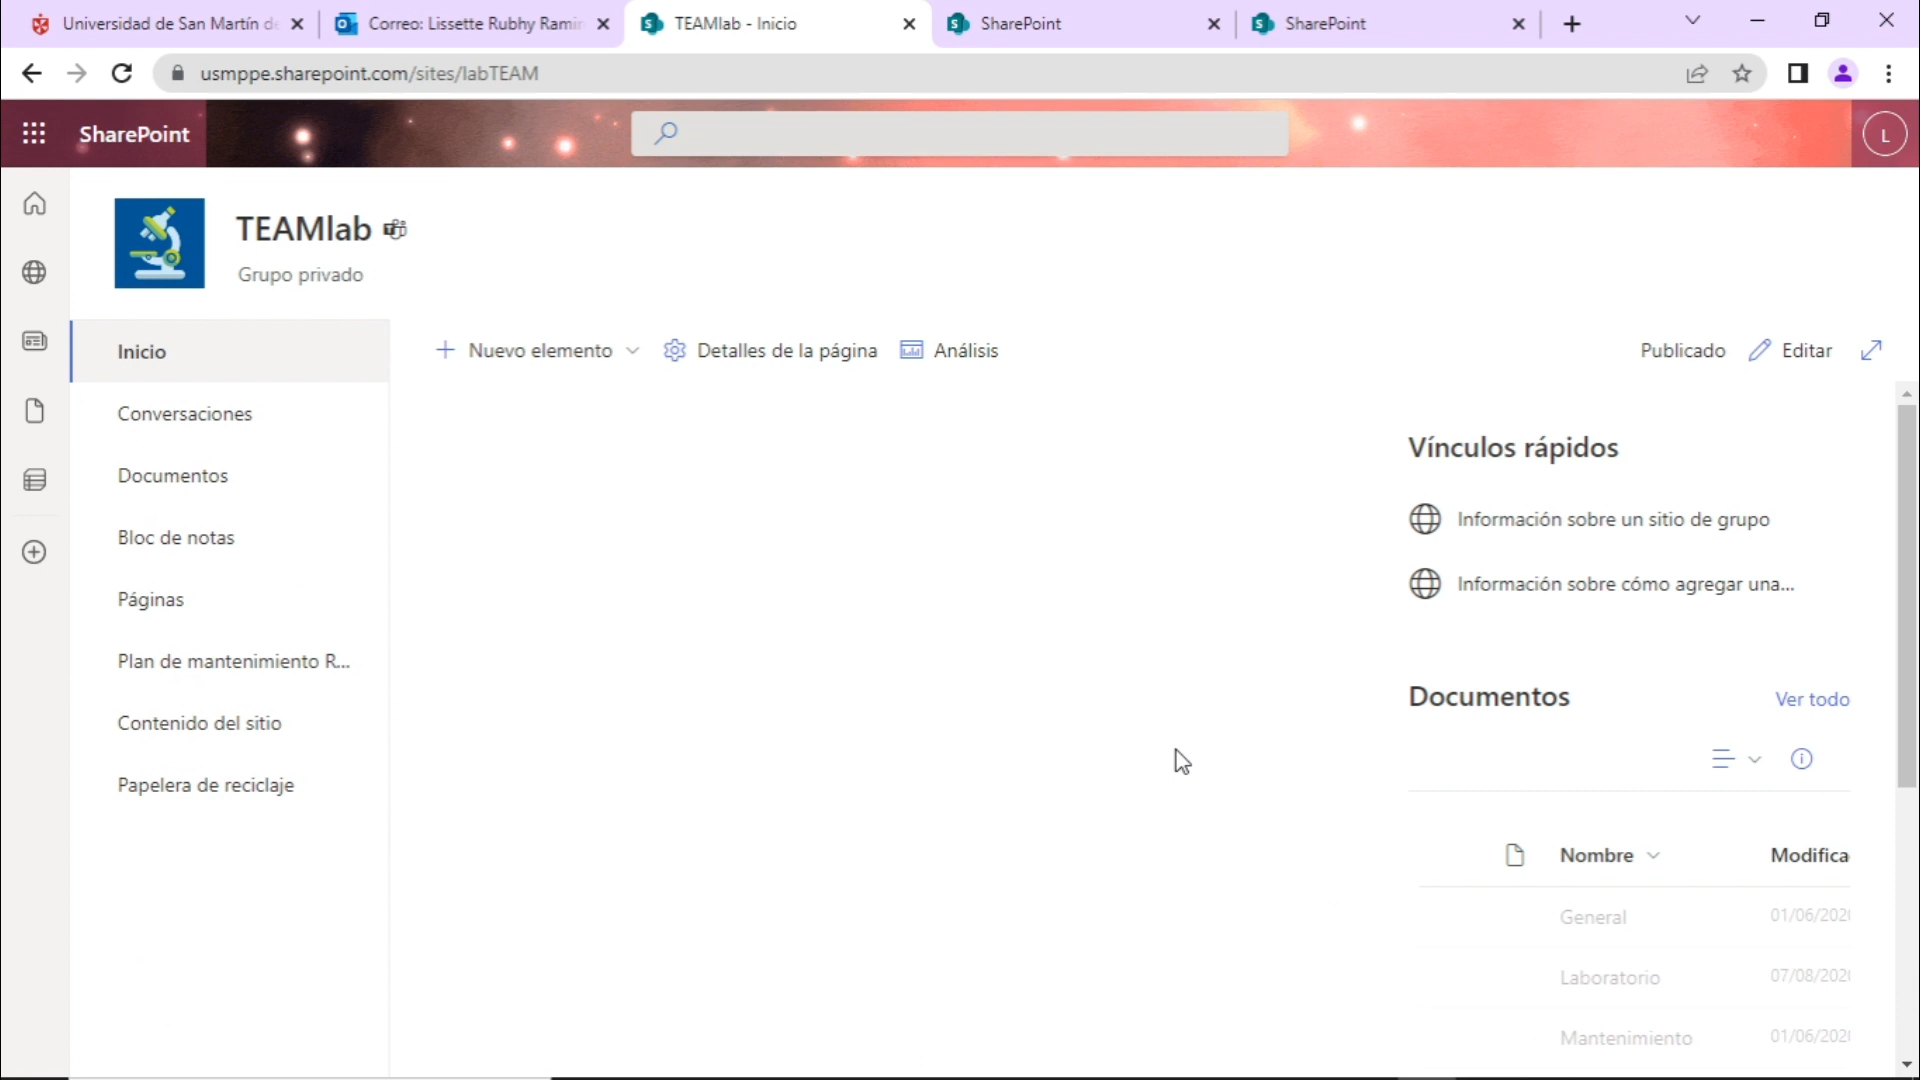 Universidad de San Martín de
Correo: Lissette Rubhy Rami
TEAMlab - Inicio
SharePoint
SharePoint
usmppe.sharepoint.com/sites/labTEAM
SharePoint
L
TEAMlab
Grupo privado
Inicio
Conversaciones
Documentos
Bloc de notas
Páginas
Plan de mantenimiento R...
Contenido del sitio
Papelera de reciclaje
Nuevo elemento
Detalles de la página
Análisis
Publicado
Editar
Vínculos rápidos
Información sobre un sitio de grupo
Información sobre cómo agregar una...
Documentos
Ver todo
Nombre
Modifica
General
01/06/202
Laboratorio
07/08/202
Mantenimiento
01/06/202